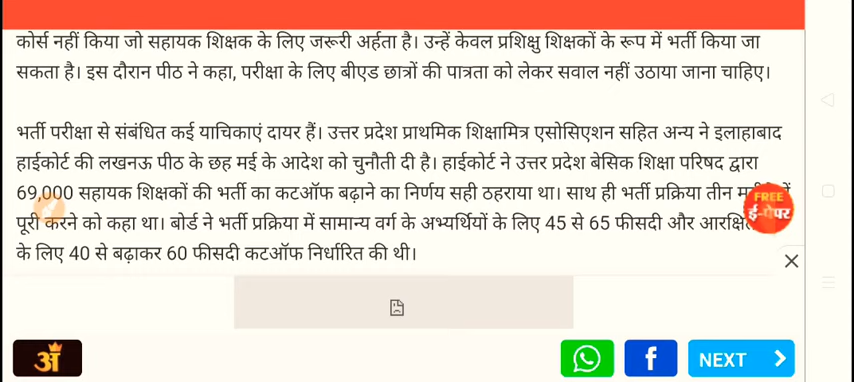 कोर्स नहीं किया जो सहायक शिक्षक के लिए जरूरी अर्हता है। उन्हें केवल प्रशिक्षु शिक्षकों के रूप में भर्ती किया जा
सकता है। इस दौरान पीठ ने कहा, परीक्षा के लिए बीएड छात्रों की पात्रता को लेकर सवाल नहीं उठाया जाना चाहिए।
भर्ती परीक्षा से संबंधित कई याचिकाएं दायर हैं। उत्तर प्रदेश प्राथमिक शिक्षामित्र एसोसिएशन सहित अन्य ने इलाहाबाद
हाईकोर्ट की लखनऊ पीठ के छह मई के आदेश को चुनौती दी है। हाईकोर्ट ने उत्तर प्रदेश बेसिक शिक्षा परिषद द्वारा
69,000 सहायक शिक्षकों की भर्ती का कटऑफ बढ़ाने का निर्णय सही ठहराया था। साथ ही भर्ती प्रक्रिया तीन
पूरी करने को कहा था। बोर्ड ने भर्ती प्रक्रिया में सामान्य वर्ग के अभ्यर्थियों के लिए 45 से 65 फीसदी और
के लिए 40 से बढ़ाकर 60 फीसदी कटऑफ निर्धारित की थी।
FREE
ई-पेपर
अं
NEXT